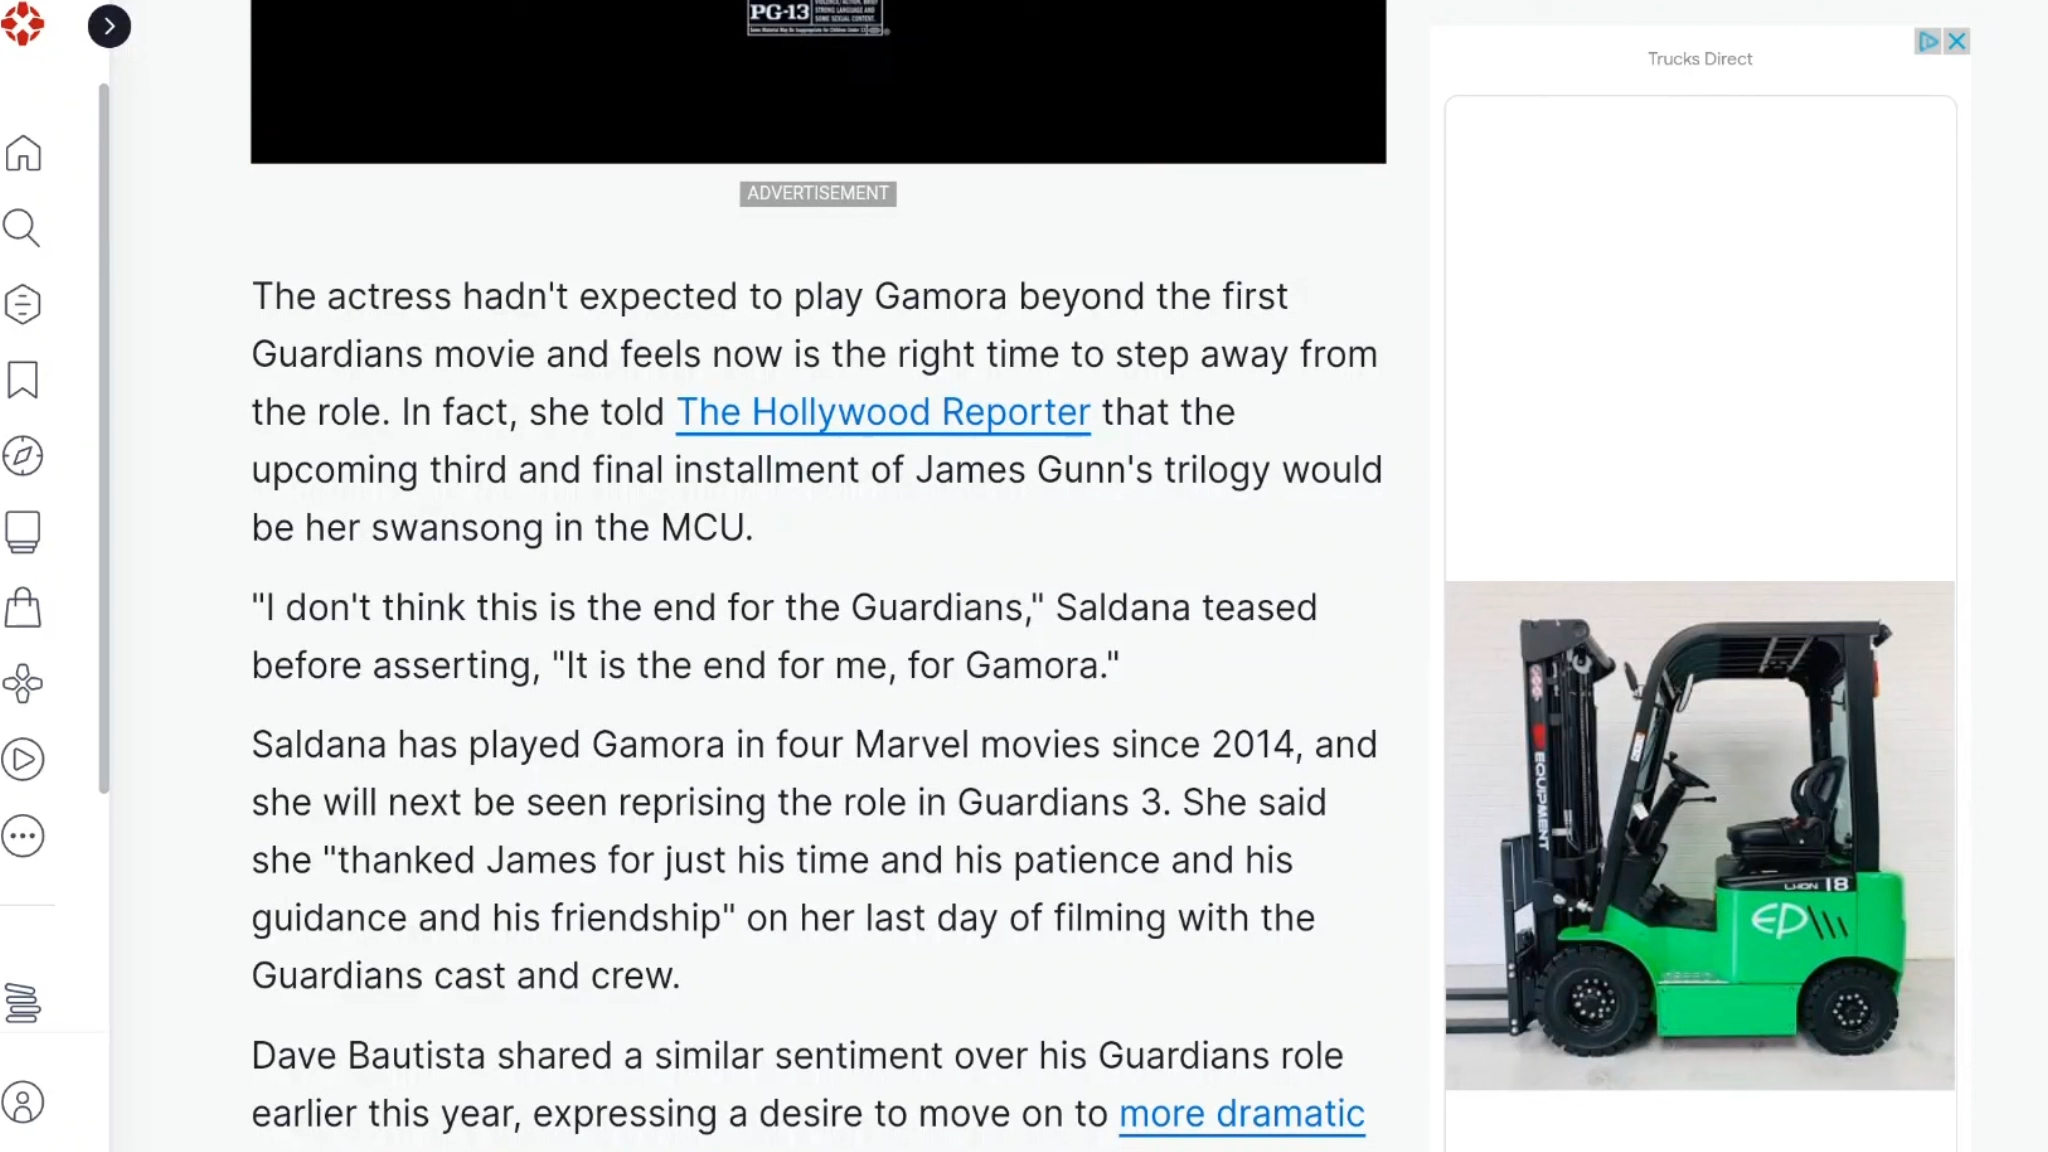 PG-13
STRONG LANGUAGE AND
SOME SEXUAL CONTENT.
Trucks Direct
ADVERTISEMENT
The actress hadn't expected to play Gamora beyond the first
Guardians movie and feels now is the right time to step away from
the role. In fact, she told The Hollywood Reporter that the
upcoming third and final installment of James Gunn's trilogy would
be her swansong in the MCU.
"I don't think this is the end for the Guardians," Saldana teased
before asserting, "It is the end for me, for Gamora."
Saldana has played Gamora in four Marvel movies since 2014, and
she will next be seen reprising the role in Guardians 3. She said
she "thanked James for just his time and his patience and his
guidance and his friendship" on her last day of filming with the
Guardians cast and crew.
Dave Bautista shared a similar sentiment over his Guardians role
earlier this year, expressing a desire to move on to more dramatic
EQUIPMENT
18
EP